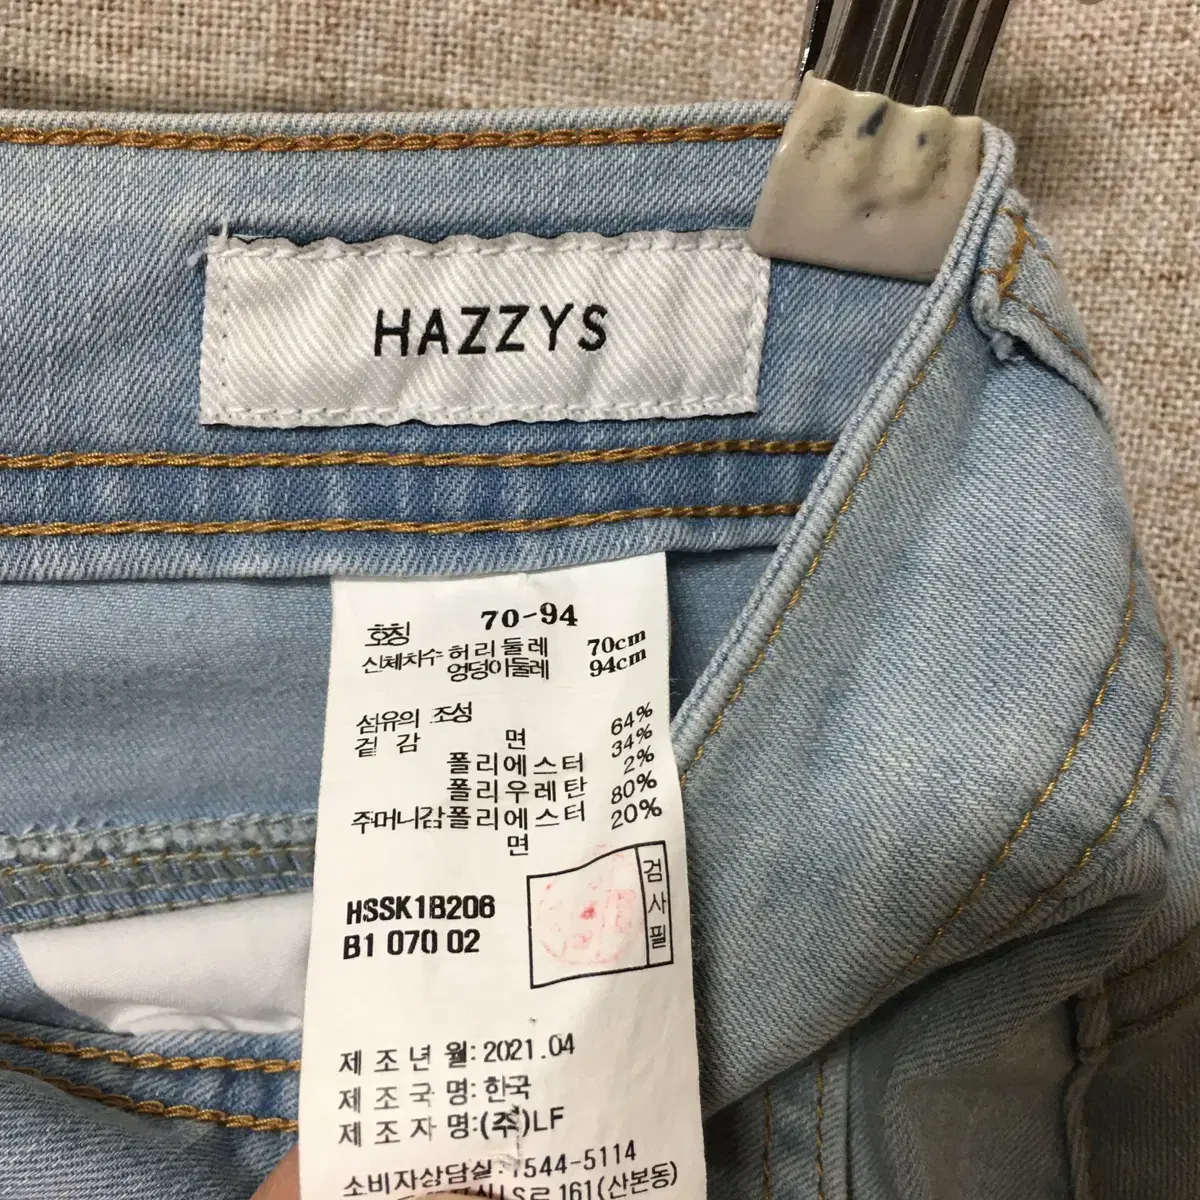 HAZZYS
호칭 70-94
신체치수 허리둘레 70cm
엉덩이둘레 94cm
섬유의 조성
겉감 면 64%
폴리에스터 34%
폴리우레탄 2%
주머니감 폴리에스터 80%
면 20%
검사필
HSSK1B206
B1 070 02
제조년월: 2021.04
제조국명: 한국
제조자명:(주)LF
소비자상담실: 1544-5114
LS로 161(산본동)